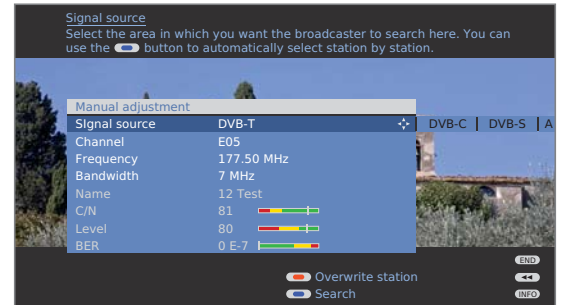 Signal source
Select the area in which you want the broadcaster to search here. You can
use the button to automatically select station by station.
Manual adjustment
SIgnal source DVB-T DVB-C DVB-S A
Channel E05
Frequency 177.50 MHz
Bandwidth 7 MHz
Name 12 Test
C/N 81
Level 80
BER 0 E-7
END
Overwrite station
Search INFO